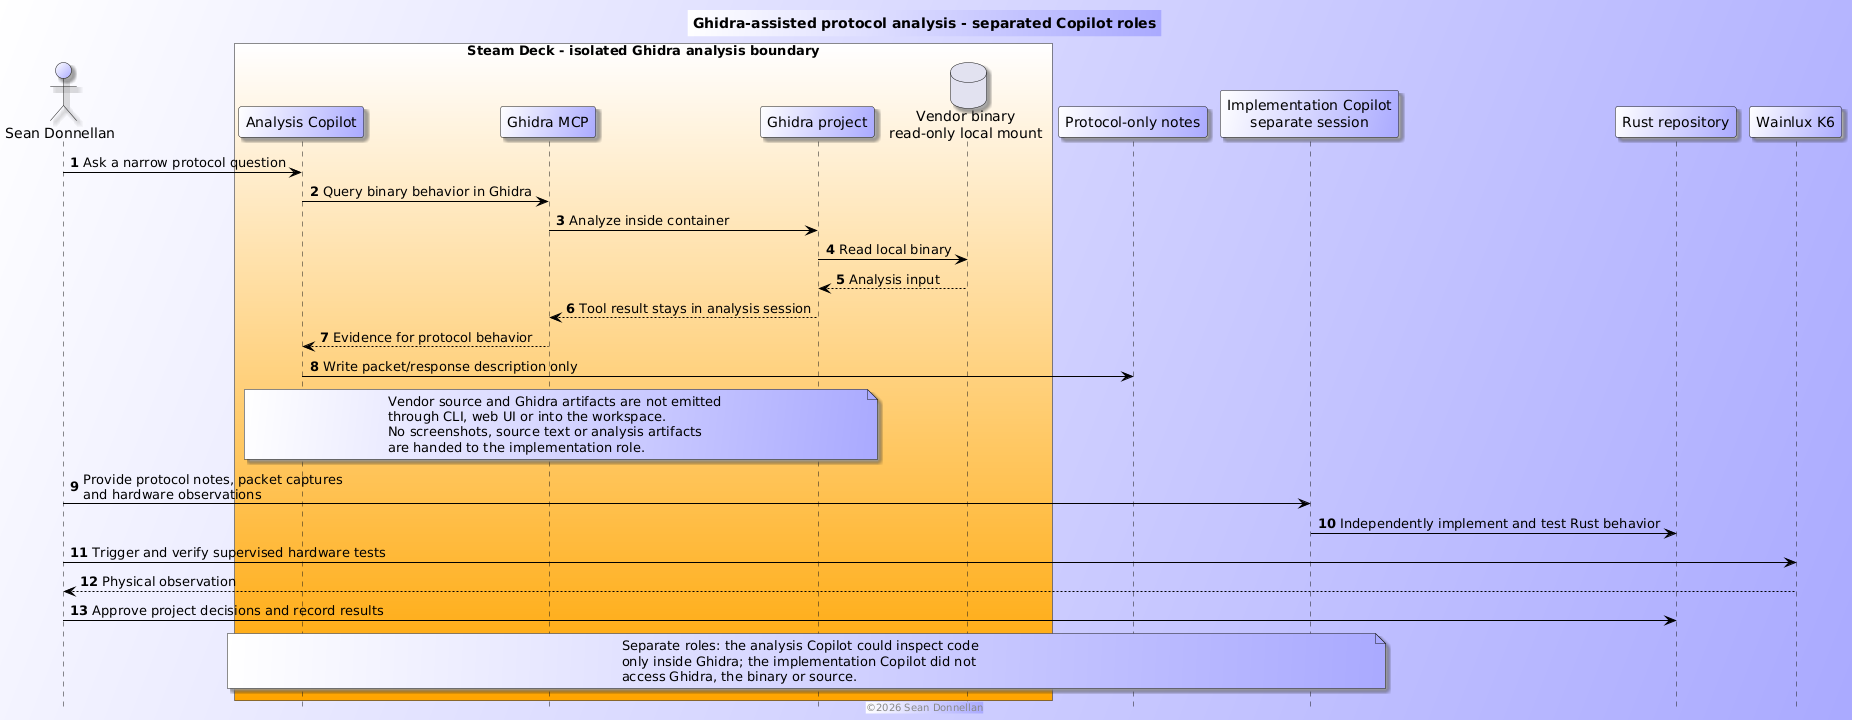 Ghidra-assisted protocol analysis - separated Copilot roles
Steam Deck - isolated Ghidra analysis boundary
Sean Donnellan
Analysis Copilot
Ghidra MCP
Ghidra project
Vendor binary
read-only local mount
Protocol-only notes
Implementation Copilot
separate session
Rust repository
Wainlux K6
1 Ask a narrow protocol question
2 Query binary behavior in Ghidra
3 Analyze inside container
4 Read local binary
5 Analysis input
6 Tool result stays in analysis session
7 Evidence for protocol behavior
8 Write packet/response description only
Vendor source and Ghidra artifacts are not emitted
through CLI, web UI or into the workspace.
No screenshots, source text or analysis artifacts
are handed to the implementation role.
9 Provide protocol notes, packet captures
and hardware observations
10 Independently implement and test Rust behavior
11 Trigger and verify supervised hardware tests
12 Physical observation
13 Approve project decisions and record results
Separate roles: the analysis Copilot could inspect code
only inside Ghidra; the implementation Copilot did not
access Ghidra, the binary or source.
©2026 Sean Donnellan